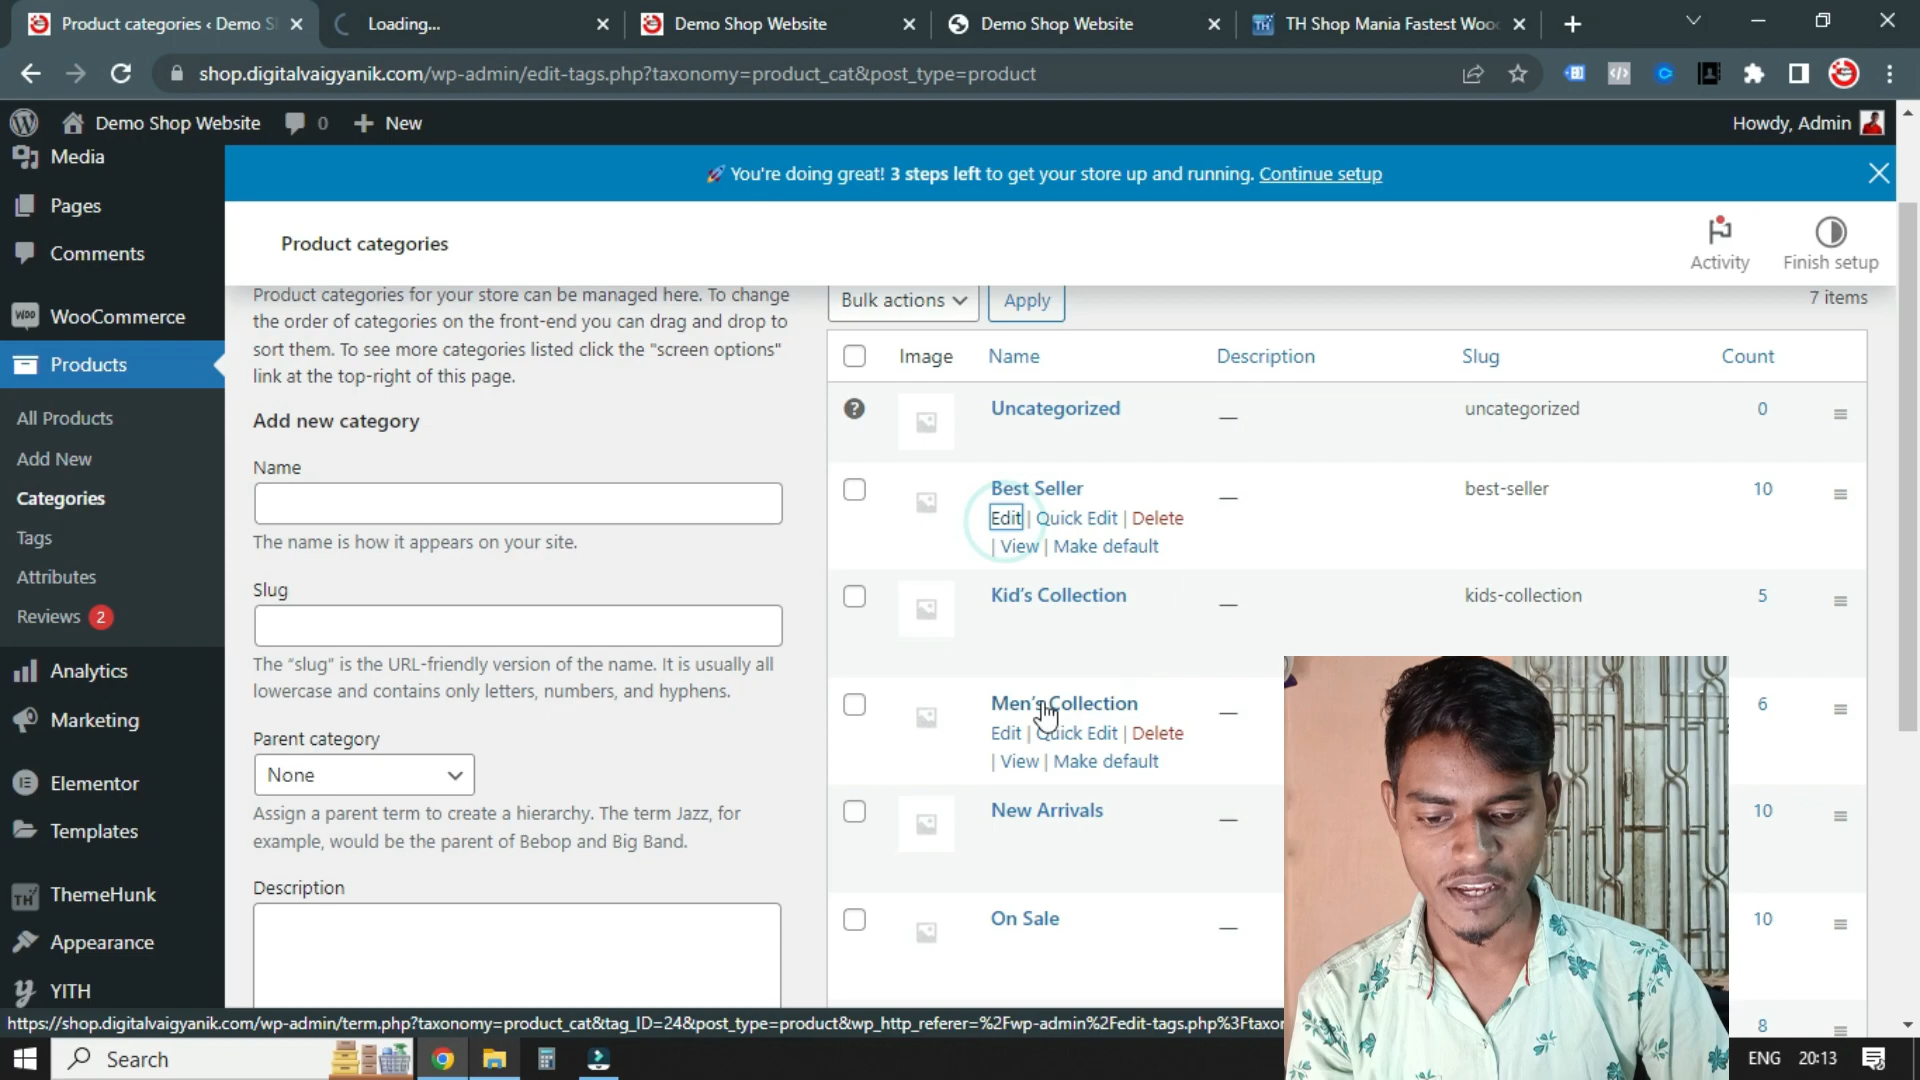 Product categories ‹ Demo S
Loading...
Demo Shop Website
Demo Shop Website
TH Shop Mania Fastest Woo
shop.digitalvaigyanik.com/wp-admin/edit-tags.php?taxonomy=product_cat&post_type=product
Demo Shop Website 0 New
Howdy, Admin
Media
Pages
Comments
WooCommerce
Products
All Products
Add New
Categories
Tags
Attributes
Reviews 2
Analytics
Marketing
Elementor
Templates
ThemeHunk
Appearance
YITH
You're doing great! 3 steps left to get your store up and running. Continue setup
Product categories
Activity
Finish setup
Product categories for your store can be managed here. To change
the order of categories on the front-end you can drag and drop to
sort them. To see more categories listed click the "screen options"
link at the top-right of this page.
Add new category
Name
The name is how it appears on your site.
Slug
The “slug” is the URL-friendly version of the name. It is usually all
lowercase and contains only letters, numbers, and hyphens.
Parent category
None
Assign a parent term to create a hierarchy. The term Jazz, for
example, would be the parent of Bebop and Big Band.
Description
Bulk actions Apply
7 items
Image Name Description Slug Count
Uncategorized — uncategorized 0
Best Seller — best-seller 10
Edit | Quick Edit | Delete
| View | Make default
Kid’s Collection — kids-collection 5
Men’s Collection — 6
Edit | Quick Edit | Delete
| View | Make default
New Arrivals — 10
On Sale — 10
8
https://shop.digitalvaigyanik.com/wp-admin/term.php?taxonomy=product_cat&tag_ID=24&post_type=product&wp_http_referer=%2Fwp-admin%2Fedit-tags.php%3Ftaxon
Search
ENG 20:13